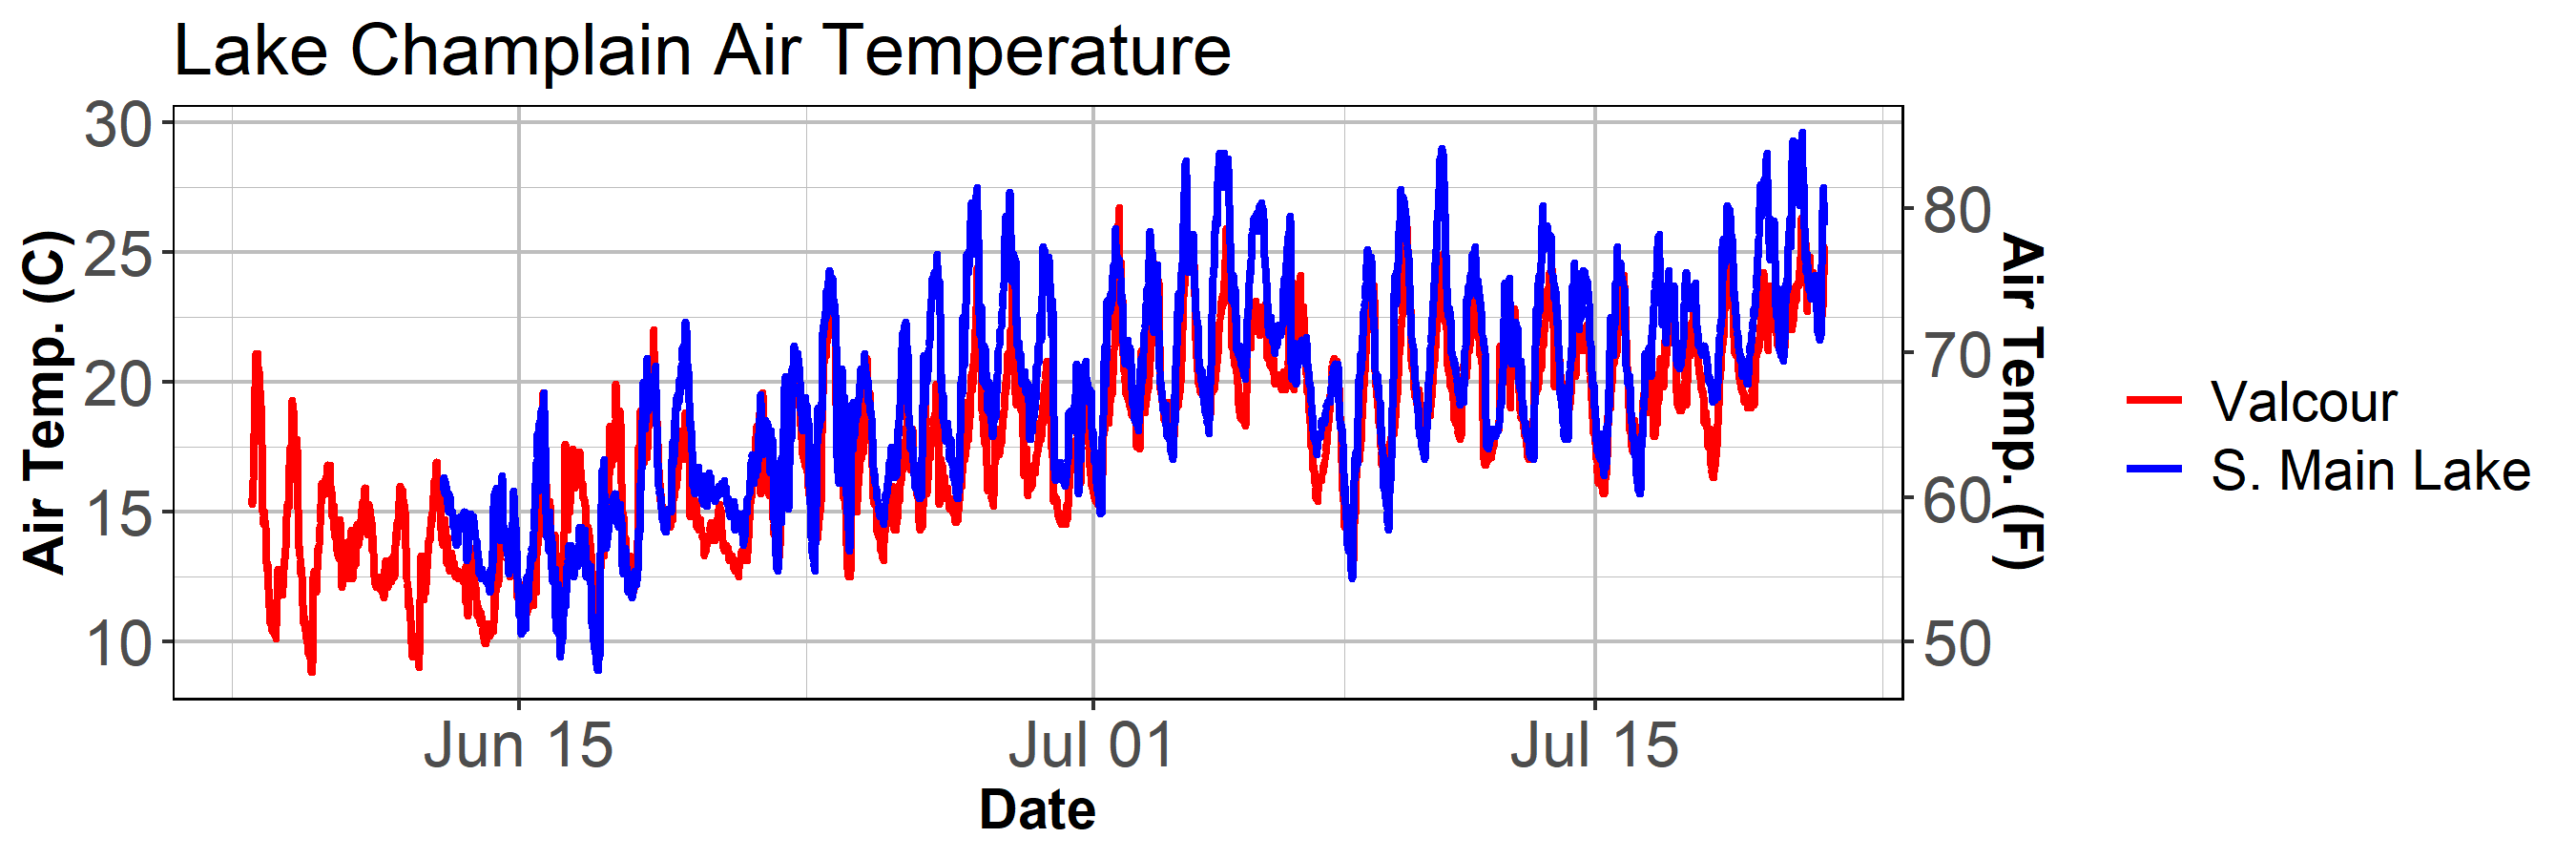 Lake Champlain Air Temperature
Air Temp. (C)
30
25
20
15
10
80
70
60
50
Air Temp. (F)
Jun 15
Jul 01
Jul 15
Date
Valcour
S. Main Lake